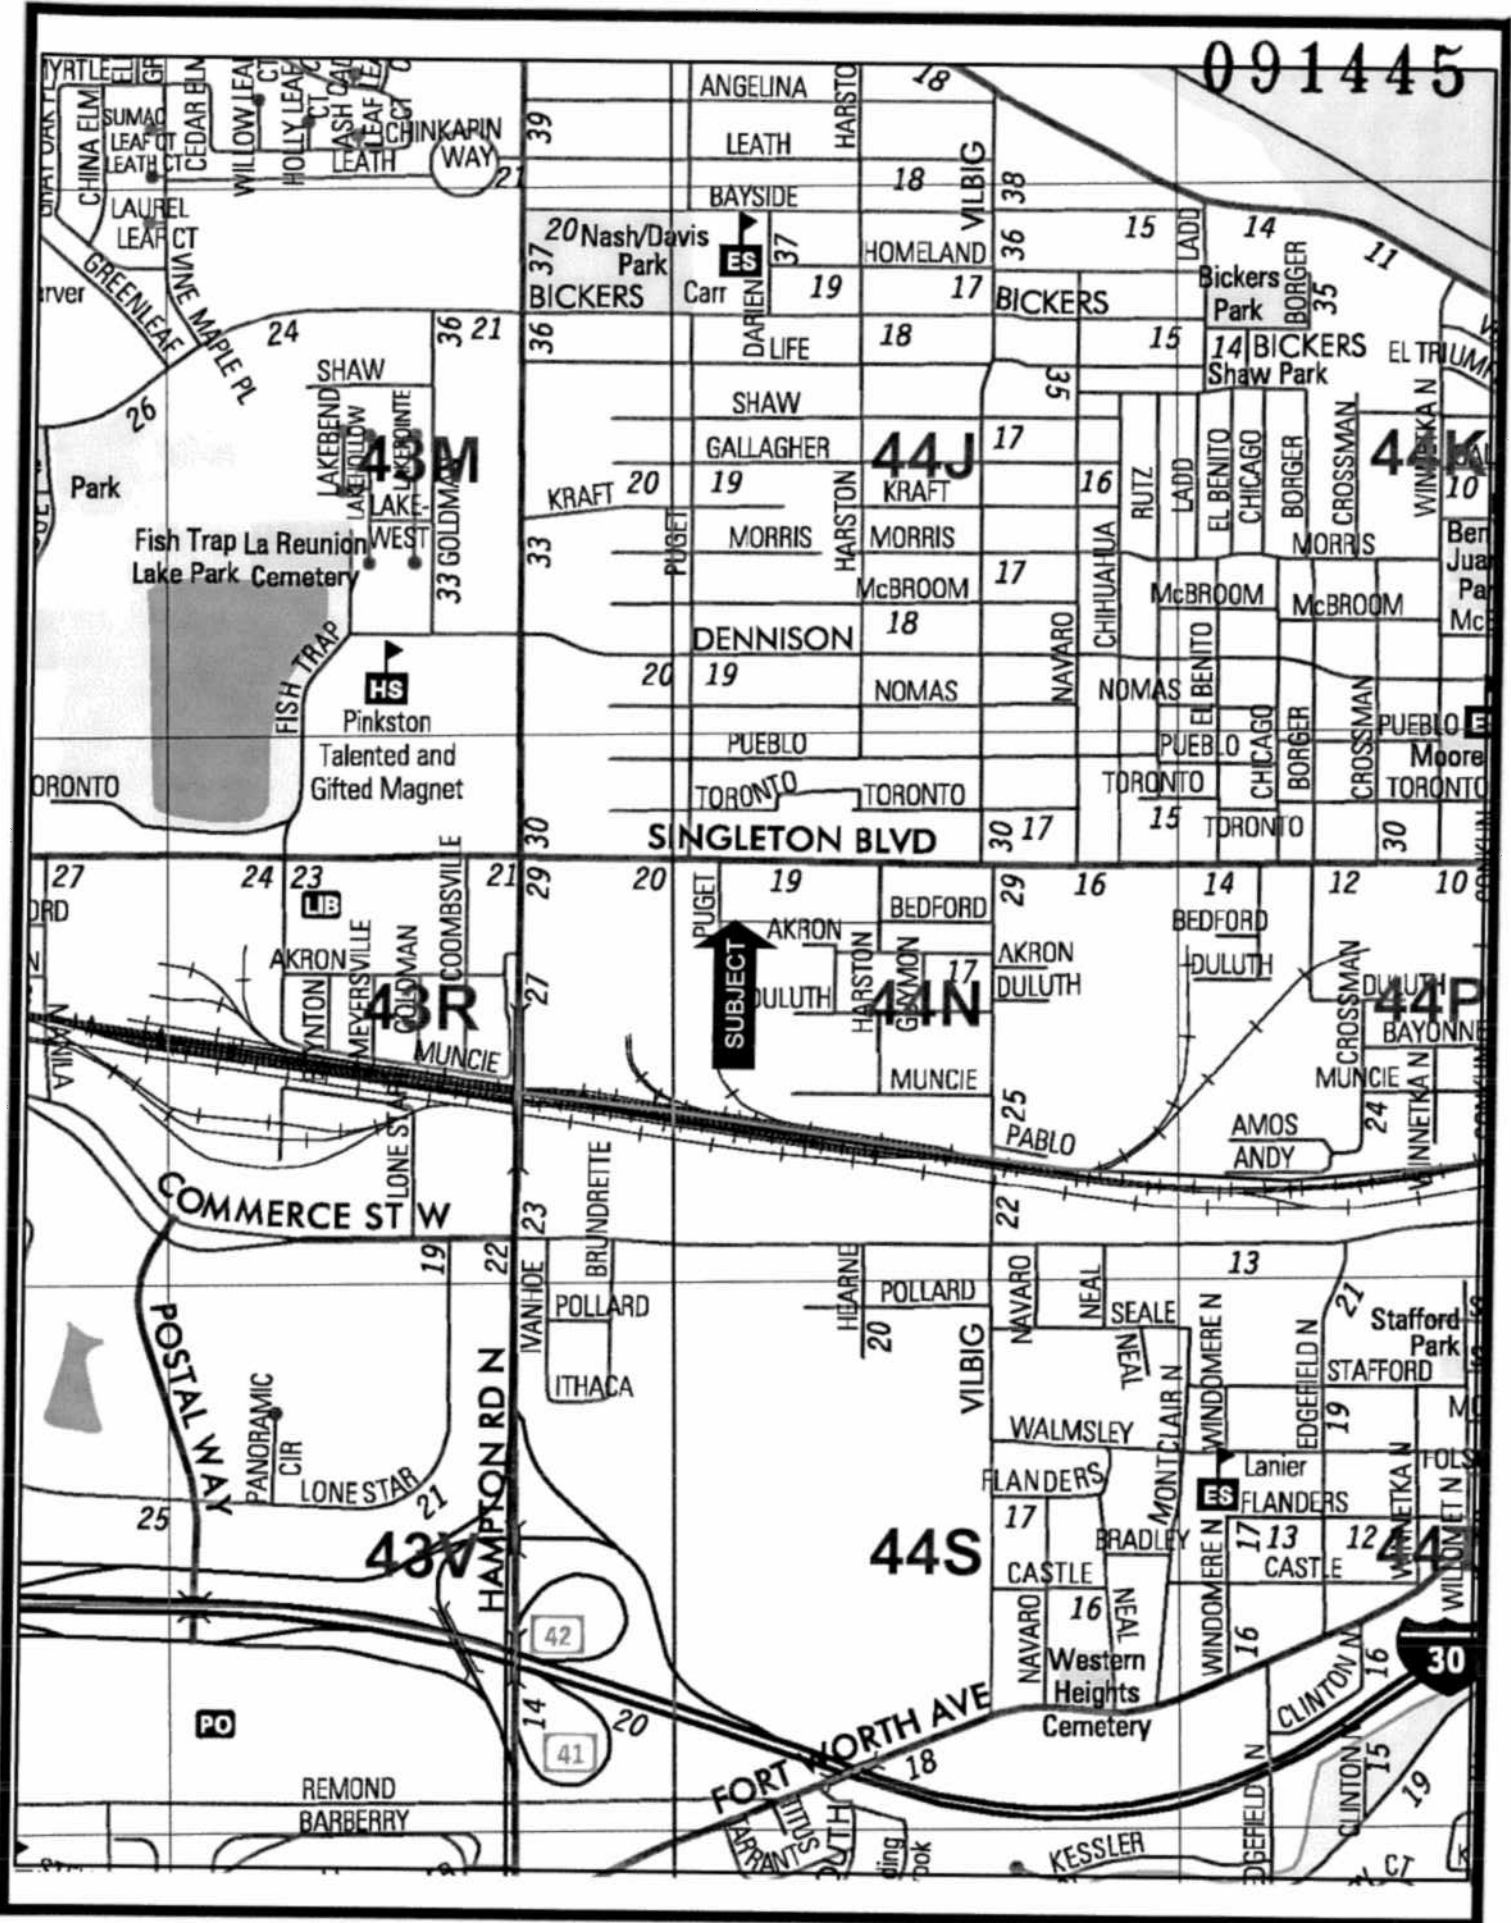 091445
CHINA ELM
SUMAC
LEAF CT
LEATH CT
CEDAR ELM
LEATH
CHINKAPIN
WAY
21
39
ANGELINA
HARSTO
18
LEATH
18
VILBIG
38
BAYSIDE
LAUREL
LEAF CT
GREENLEAF
MAPLE PL
20
Nash/Davis
Park
37
ES
37
HOMELAND
36
15
LADD
14
BORGER
35
11
Bickers
Park
BICKERS
Carr
DARIEN
19
17
BICKERS
24
36
21
36
LIFE
18
15
14
BICKERS
EL TRIUMF
Shaw Park
SHAW
26
35
SHAW
LAKEBEND
43M
GALLAGHER
44J
17
44K
Park
LAKE-
WEST
33
GOLDMAN
KRAFT
20
19
KRAFT
16
RUTZ
LADD
EL BENITO
CHICAGO
BORGER
CROSSMAN
10
33
PUGET
MORRIS
HARSTON
MORRIS
CHIHUAHUA
MORRIS
Ben
Juar
Par
Mc
Fish Trap
Lake Park
La Reunion
Cemetery
McBROOM
17
McBROOM
McBROOM
FISH TRAP
DENNISON
18
NAVARO
HS
Pinkston
Talented and
Gifted Magnet
20
19
NOMAS
NOMAS
EL BENITO
CHICAGO
BORGER
CROSSMAN
PUEBLO
PUEBLO
PUEBLO
E
Moore
ORONTO
TORONTO
TORONTO
TORONTO
TORONTO
TORONTO
30
SINGLETON BLVD
30
17
15
30
27
24
23
21
29
20
19
29
16
14
12
10
ORD
LIB
COOMBSVILLE
PUGET
BEDFORD
BEDFORD
AKRON
MEYERSVILLE
GOLDMAN
43R
27
SUBJECT
AKRON
DULUTH
HARSTON
44N
17
AKRON
DULUTH
DULUTH
CROSSMAN
DULUTH
44P
BAYONNE
MANILA
MUNCIE
MUNCIE
MUNCIE
25
PABLO
AMOS
ANDY
24
WINNETKA N
LONE STAR
COMMERCE ST W
BRUNDRETTE
23
22
19
22
IVANHOE
POLLARD
ITHACA
HEARNE
POLLARD
20
VILBIG
NAVARO
NEAL
SEALE
NEAL
13
21
Stafford
Park
STAFFORD
POSTAL WAY
PANORAMIC
CIR
HAMPTON RD N
MONTCLAIR N
WINDOMERE N
EDGEFIELD N
19
WALMSLEY
FLANDERS
Lanier
ES
FLANDERS
LONE STAR
21
25
43V
44S
17
BRADLEY
17
13
12
CASTLE
CASTLE
WINNETKA N
WILOMET N
WINDOMERE N
NAVARO
16
NEAL
16
Western
Heights
Cemetery
42
14
20
41
PO
FORT WORTH AVE
18
CLINTON N
16
30
CLINTON
15
19
REMOND
BARBERRY
TITUS
KESSLER
CT